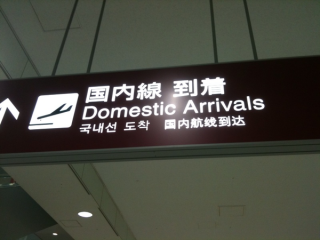 国内線 到着
Domestic Arrivals
국내선 도착 国内航线到达